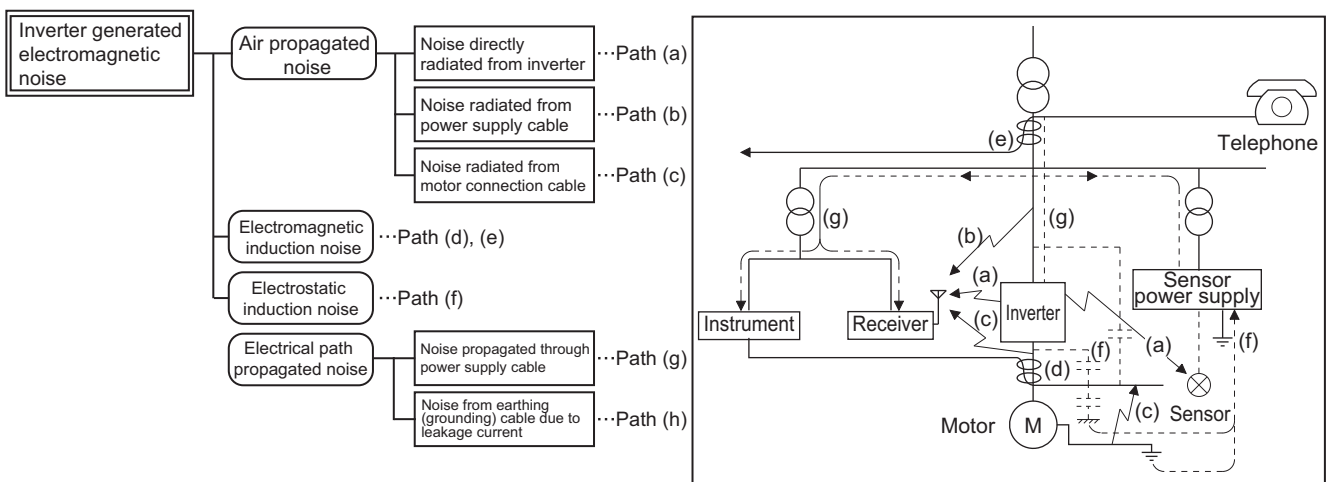 Inverter generated
electromagnetic
noise
Air propagated
noise
Noise directly
radiated from inverter
···Path (a)
Noise radiated from
power supply cable
···Path (b)
Noise radiated from
motor connection cable
···Path (c)
Electromagnetic
induction noise
···Path (d), (e)
Electrostatic
induction noise
···Path (f)
Electrical path
propagated noise
Noise propagated through
power supply cable
···Path (g)
Noise from earthing
(grounding) cable due to
leakage current
···Path (h)
Telephone
(e)
(g)
(g)
(b)
(a)
Sensor
power supply
Instrument
Receiver
Inverter
(c)
(f)
(a)
(f)
(d)
(c)
Sensor
Motor
M